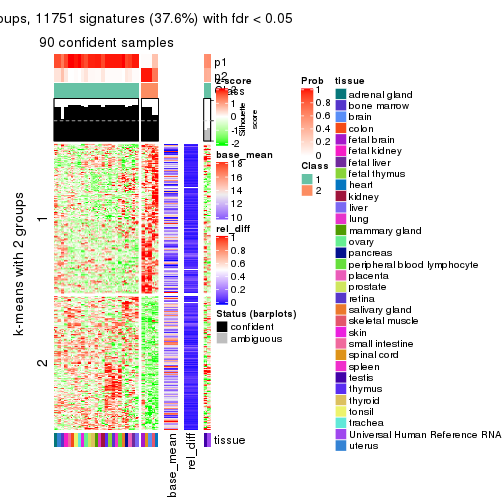 oups, 11751 signatures (37.6%) with fdr < 0.05
90 confident samples
p1
p2
Class
z-score
2
1
0
-1
-2
Silhouette score
1
0.5
0
base_mean
18
16
14
12
10
rel_diff
1
0.8
0.6
0.4
0.2
0
Status (barplots)
confident
ambiguous
Prob
1
0.8
0.6
0.4
0.2
0
Class
1
2
tissue
adrenal gland
bone marrow
brain
colon
fetal brain
fetal kidney
fetal liver
fetal thymus
heart
kidney
liver
lung
mammary gland
ovary
pancreas
peripheral blood lymphocyte
placenta
prostate
retina
salivary gland
skeletal muscle
skin
small intestine
spinal cord
spleen
testis
thymus
thyroid
tonsil
trachea
Universal Human Reference RNA
uterus
k-means with 2 groups
1
2
tissue
base_mean
rel_diff